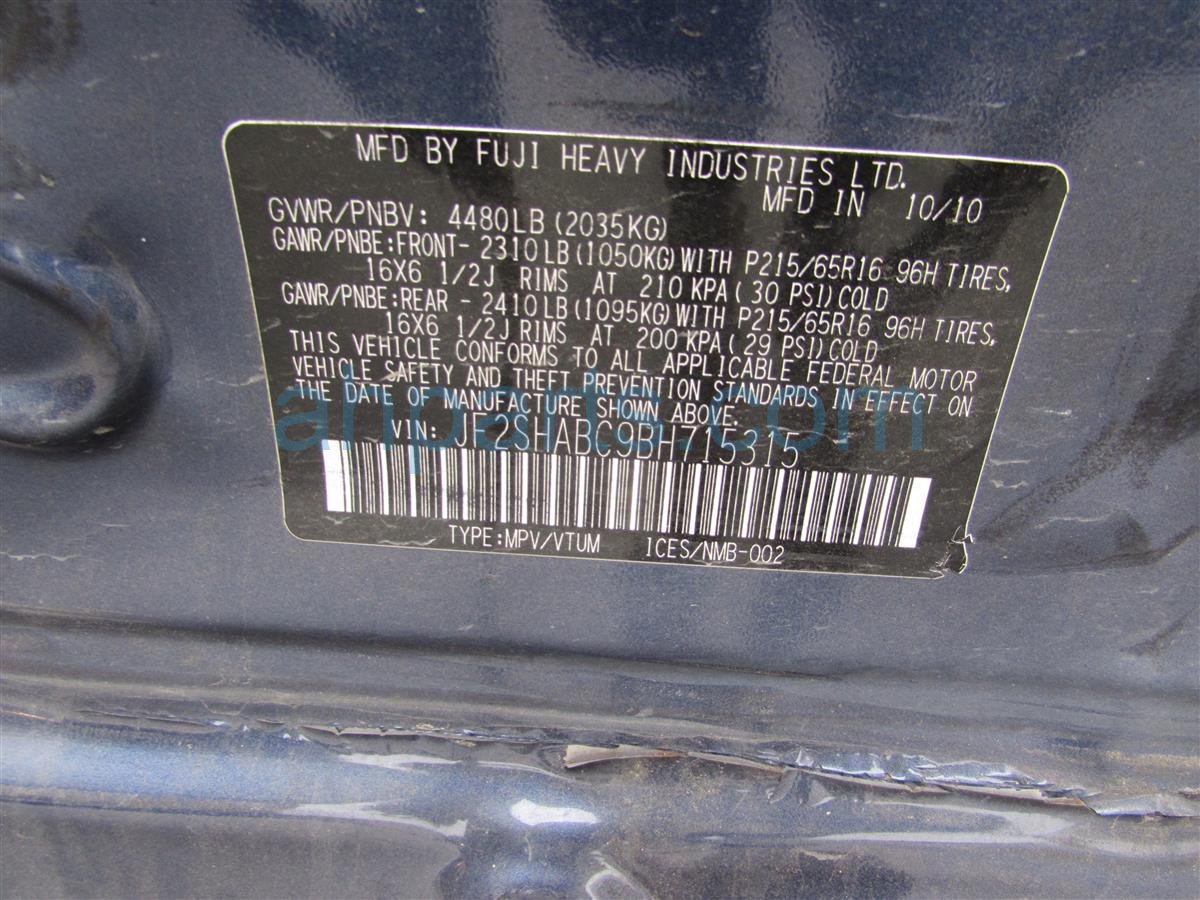 MFD BY FUJI HEAVY INDUSTRIES LTD.
MFD IN 10/10
GVWR/PNBV: 4480LB (2035KG)
GAWR/PNBE:FRONT- 2310LB(1050KG)WITH P215/65R16 96H TIRES,
16X6 1/2J RIMS AT 210 KPA( 30 PSI)COLD
GAWR/PNBE:REAR - 2410LB(1095KG)WITH P215/65R16 96H TIRES,
16X6 1/2J RIMS AT 200 KPA(29 PSI)COLD
THIS VEHICLE CONFORMS TO ALL APPLICABLE FEDERAL MOTOR
VEHICLE SAFETY AND THEFT PREVENTION STANDARDS IN EFFECT ON
THE DATE OF MANUFACTURE SHOWN ABOVE.
anparts.com
VIN: JF2SHABC9BH715315
TYPE:MPV/VTUM ICES/NMB-002